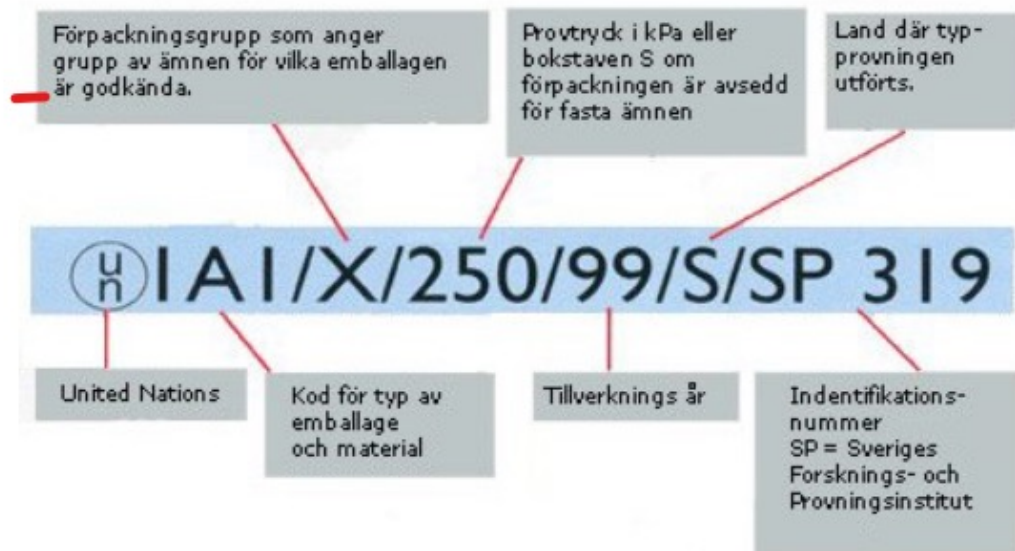 Förpackningsgrupp som anger
grupp av ämnen för vilka emballagen
är godkända.
Provtryck i kPa eller
bokstaven S om
förpackningen är avsedd
för fasta ämnen
Land där typ-
provningen
utförts.
un 1A1/X/250/99/S/SP 319
United Nations
Kod för typ av
emballage
och material
Tillverknings år
Indentifikations-
nummer
SP = Sveriges
Forsknings- och
Provningsinstitut